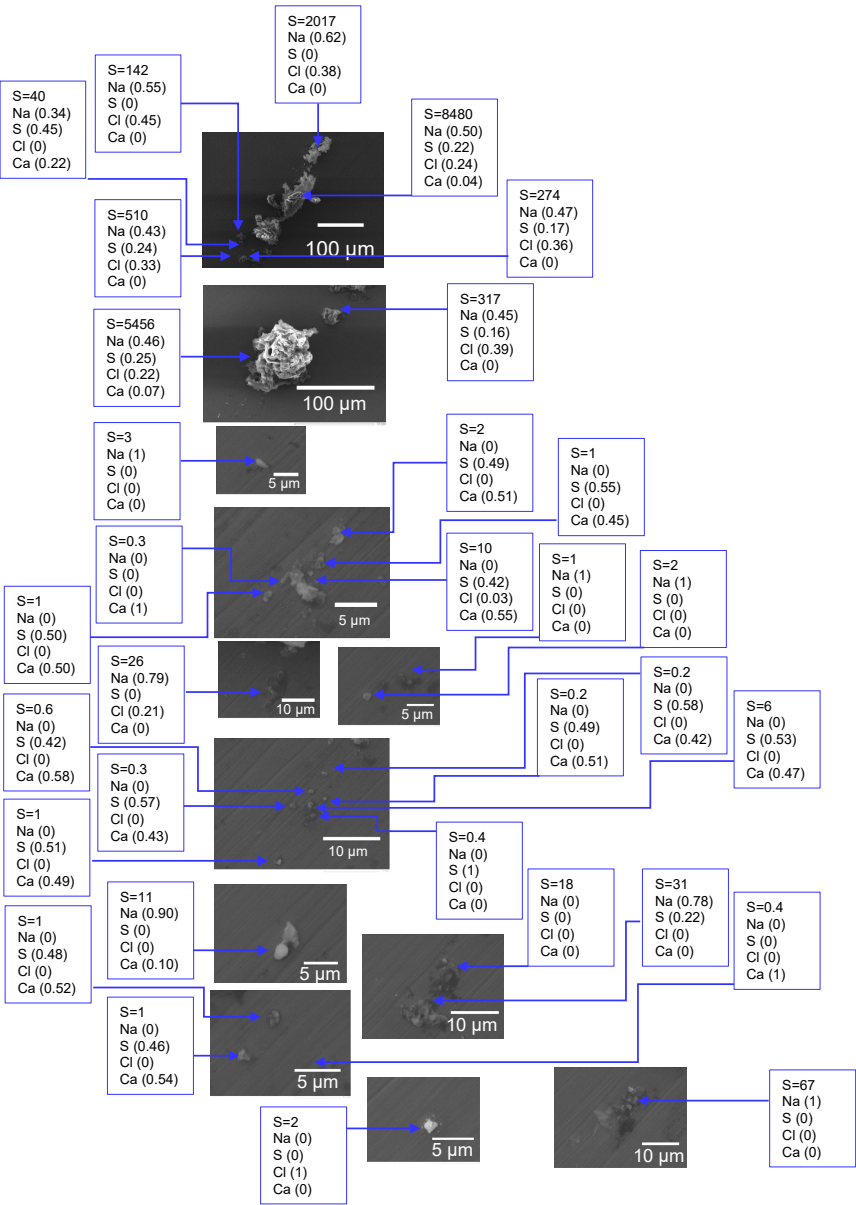 S=2017
Na (0.62)
S (0)
Cl (0.38)
Ca (0)
S=142
Na (0.55)
S (0)
Cl (0.45)
Ca (0)
S=40
Na (0.34)
S (0.45)
Cl (0)
Ca (0.22)
S=8480
Na (0.50)
S (0.22)
Cl (0.24)
Ca (0.04)
S=510
Na (0.43)
S (0.24)
Cl (0.33)
Ca (0)
S=274
Na (0.47)
S (0.17)
Cl (0.36)
Ca (0)
100 µm
S=5456
Na (0.46)
S (0.25)
Cl (0.22)
Ca (0.07)
S=317
Na (0.45)
S (0.16)
Cl (0.39)
Ca (0)
100 µm
S=3
Na (1)
S (0)
Cl (0)
Ca (0)
5 µm
S=2
Na (0)
S (0.49)
Cl (0)
Ca (0.51)
S=1
Na (0)
S (0.55)
Cl (0)
Ca (0.45)
S=0.3
Na (0)
S (0)
Cl (0)
Ca (1)
S=10
Na (0)
S (0.42)
Cl (0.03)
Ca (0.55)
5 µm
S=1
Na (1)
S (0)
Cl (0)
Ca (0)
S=2
Na (1)
S (0)
Cl (0)
Ca (0)
S=1
Na (0)
S (0.50)
Cl (0)
Ca (0.50)
S=26
Na (0.79)
S (0)
Cl (0.21)
Ca (0)
10 µm
5 µm
S=0.2
Na (0)
S (0.58)
Cl (0)
Ca (0.42)
S=0.2
Na (0)
S (0.49)
Cl (0)
Ca (0.51)
S=6
Na (0)
S (0.53)
Cl (0)
Ca (0.47)
S=0.6
Na (0)
S (0.42)
Cl (0)
Ca (0.58)
S=0.3
Na (0)
S (0.57)
Cl (0)
Ca (0.43)
S=1
Na (0)
S (0.51)
Cl (0)
Ca (0.49)
10 µm
S=0.4
Na (0)
S (1)
Cl (0)
Ca (0)
S=11
Na (0.90)
S (0)
Cl (0)
Ca (0.10)
5 µm
S=18
Na (0)
S (0)
Cl (0)
Ca (0)
S=31
Na (0.78)
S (0.22)
Cl (0)
Ca (0)
S=0.4
Na (0)
S (0)
Cl (0)
Ca (1)
10 µm
S=1
Na (0)
S (0.48)
Cl (0)
Ca (0.52)
S=1
Na (0)
S (0.46)
Cl (0)
Ca (0.54)
5 µm
S=2
Na (0)
S (0)
Cl (1)
Ca (0)
5 µm
10 µm
S=67
Na (1)
S (0)
Cl (0)
Ca (0)